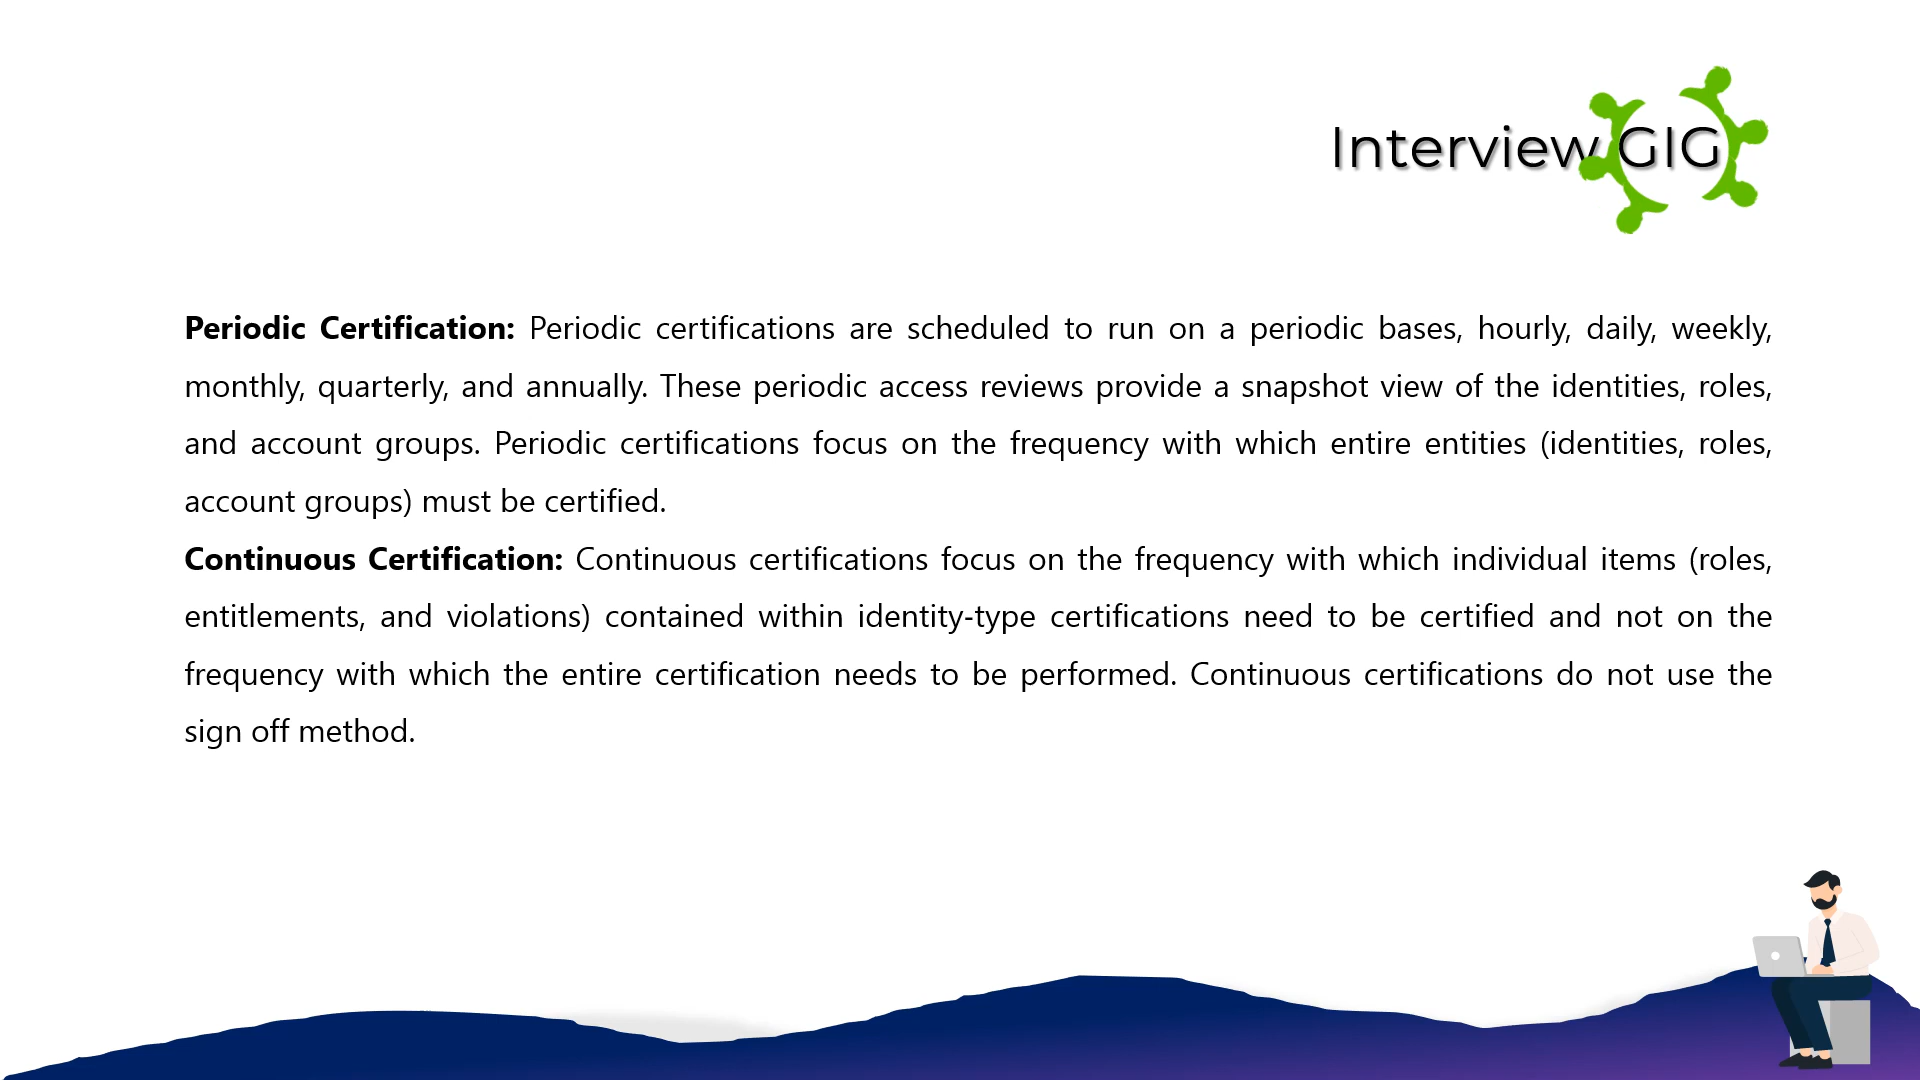 Interview GIG
Periodic Certification: Periodic certifications are scheduled to run on a periodic bases, hourly, daily, weekly,
monthly, quarterly, and annually. These periodic access reviews provide a snapshot view of the identities, roles,
and account groups. Periodic certifications focus on the frequency with which entire entities (identities, roles,
account groups) must be certified.
Continuous Certification: Continuous certifications focus on the frequency with which individual items (roles,
entitlements, and violations) contained within identity-type certifications need to be certified and not on the
frequency with which the entire certification needs to be performed. Continuous certifications do not use the
sign off method.